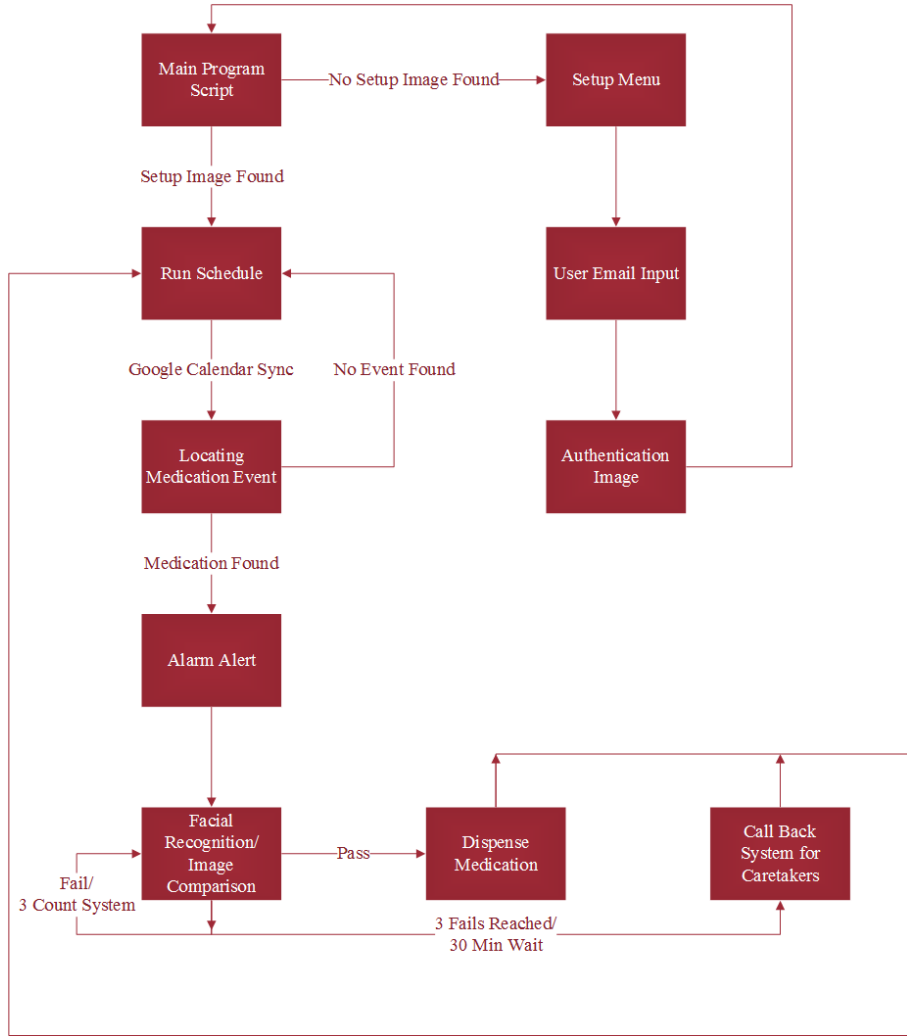 Main Program
Script
No Setup Image Found
Setup Menu
Setup Image Found
Run Schedule
User Email Input
Google Calendar Sync
No Event Found
Locating
Medication Event
Authentication
Image
Medication Found
Alarm Alert
Facial
Recognition/
Image
Comparison
Pass
Dispense
Medication
Call Back
System for
Caretakers
Fail/
3 Count System
3 Fails Reached/
30 Min Wait